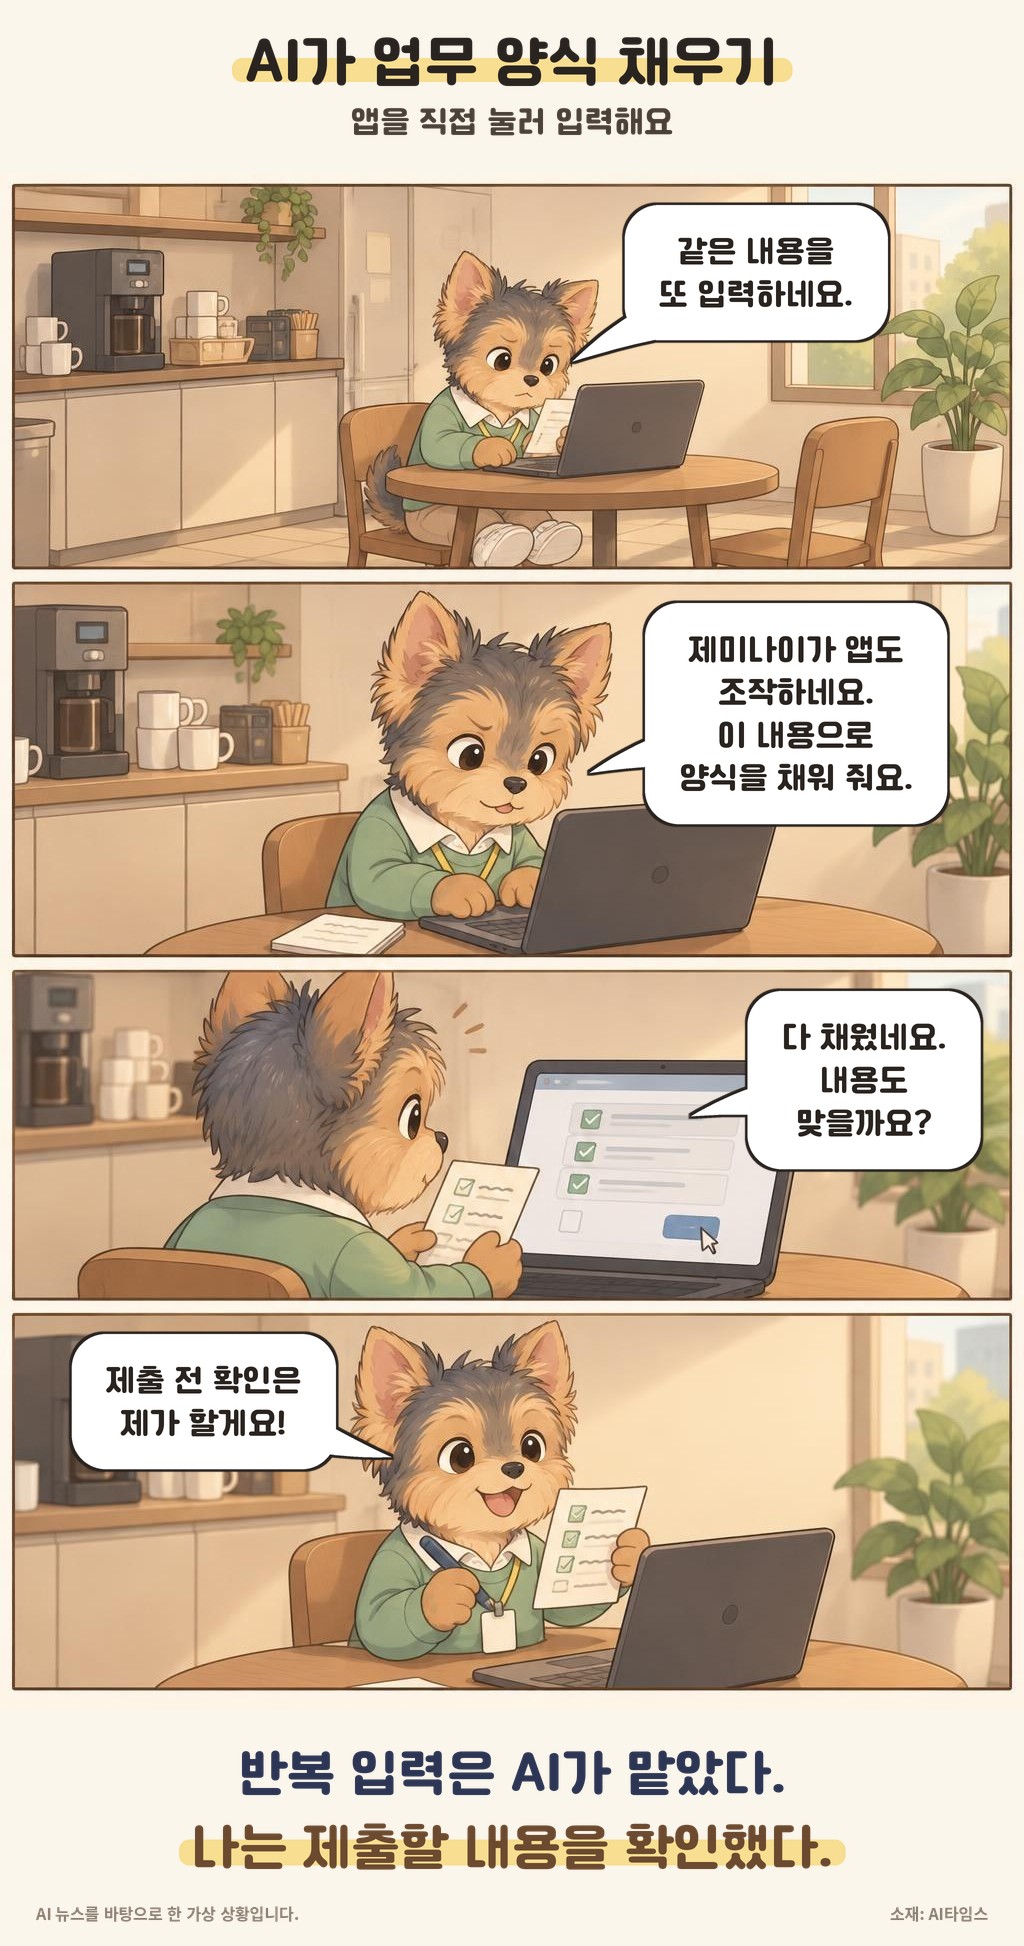 AI가 업무 양식 채우기
앱을 직접 눌러 입력해요
같은 내용을
또 입력하네요.
제미나이가 앱도
조작하네요.
이 내용으로
양식을 채워 줘요.
다 채웠네요.
내용도
맞을까요?
제출 전 확인은
제가 할게요!
반복 입력은 AI가 맡았다.
나는 제출할 내용을 확인했다.
AI 뉴스를 바탕으로 한 가상 상황입니다.
소재: AI타임스